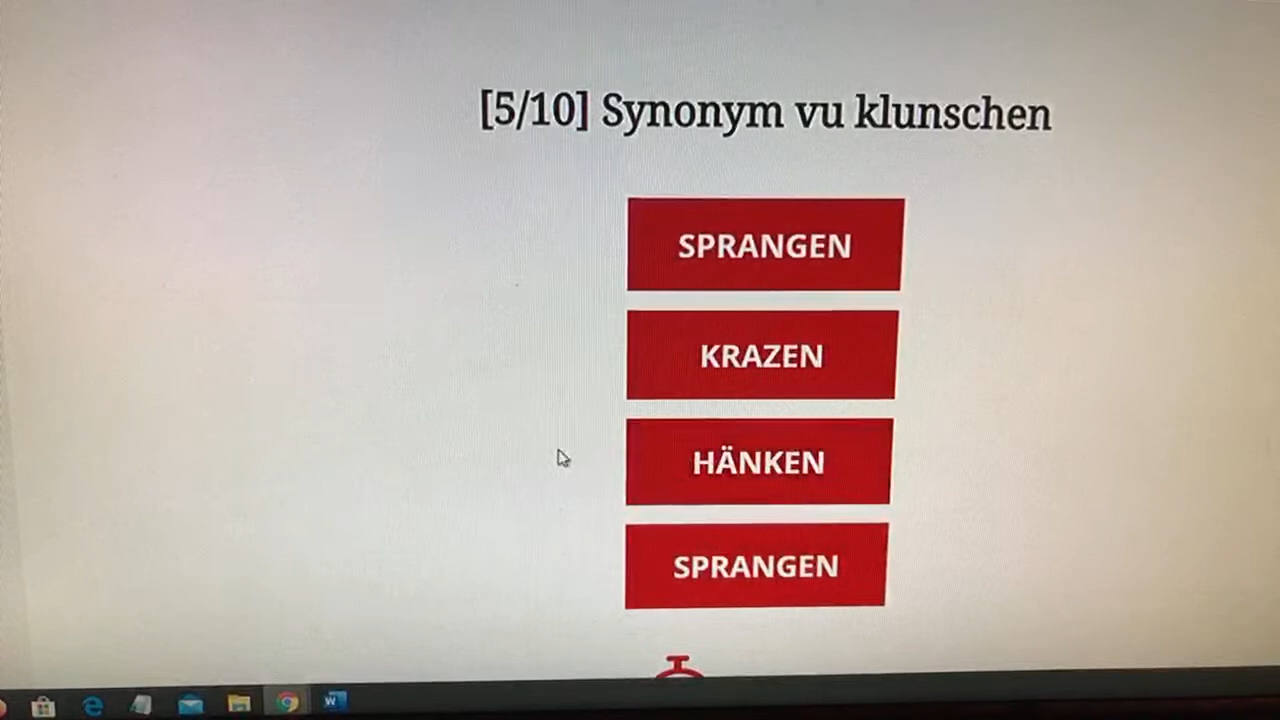 [5/10] Synonym vu klunschen
SPRANGEN
KRAZEN
HÄNKEN
SPRANGEN